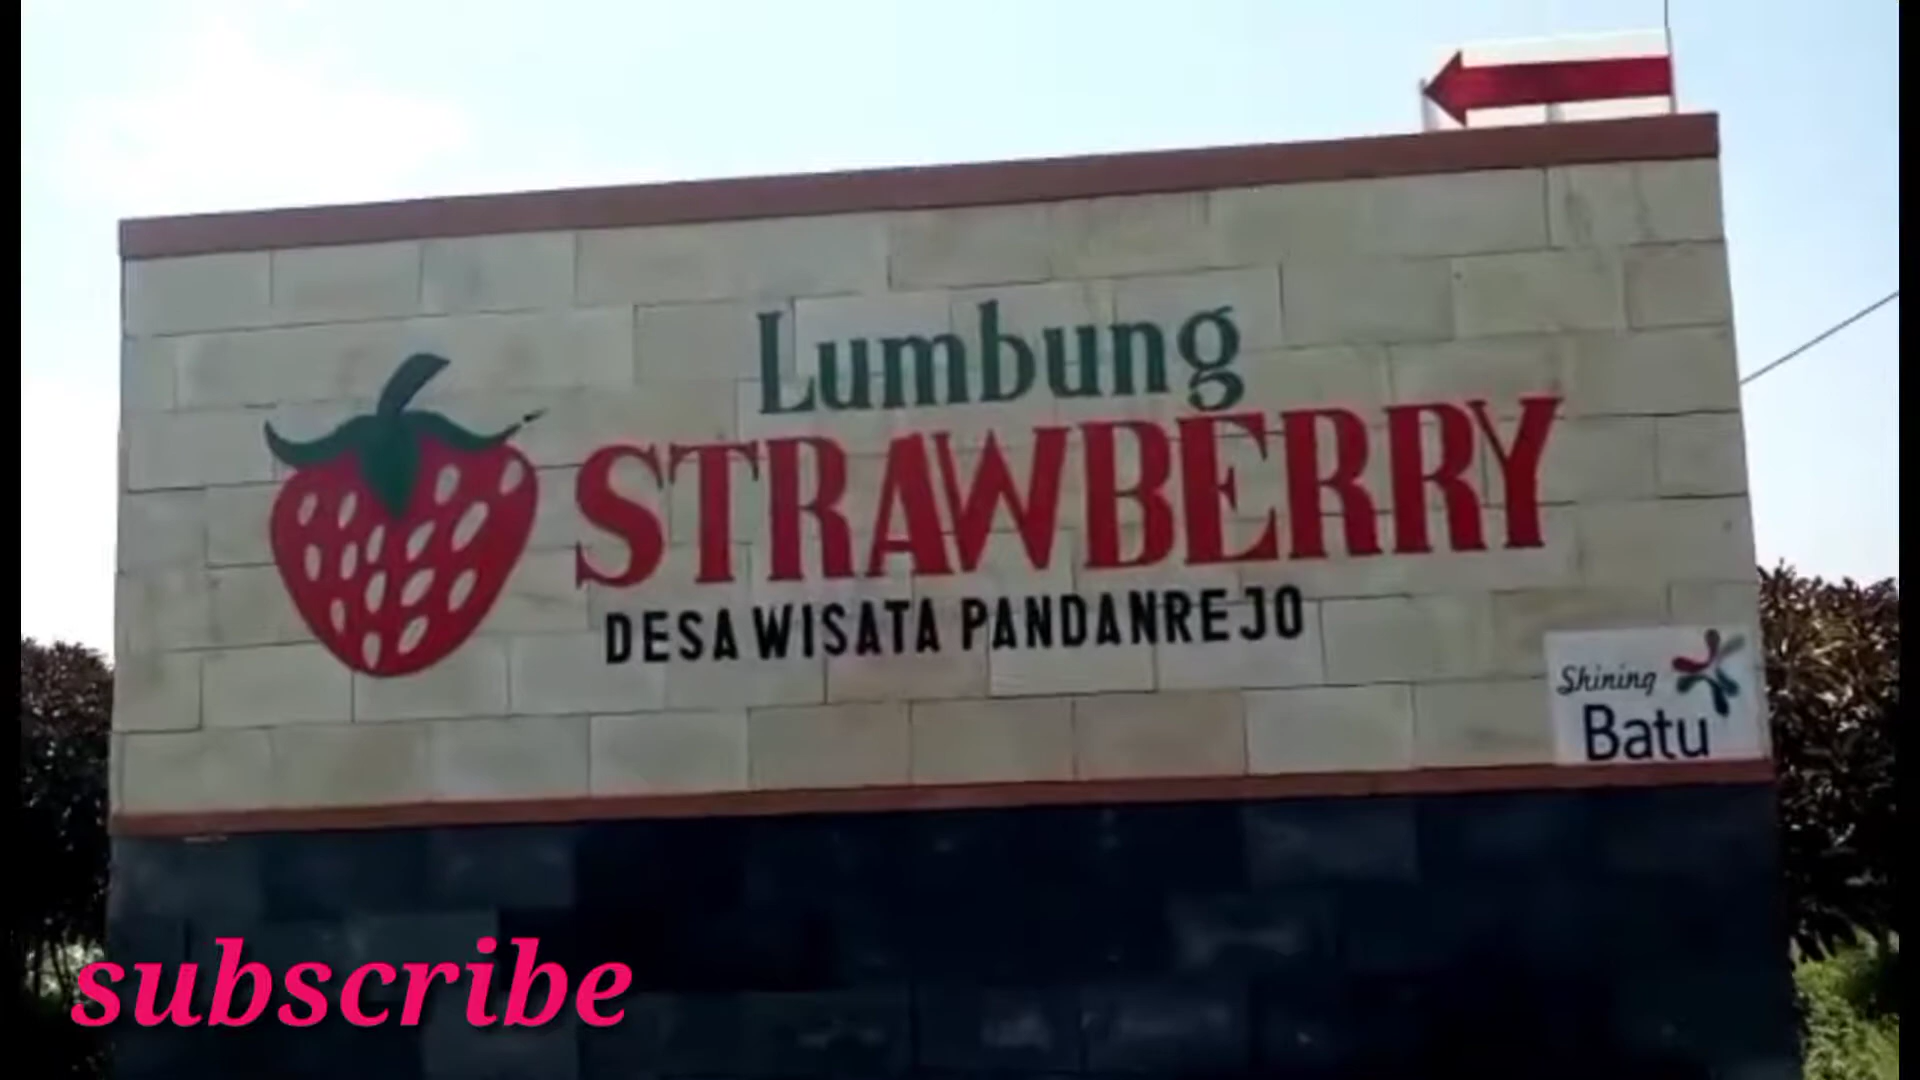 Lumbung
STRAWBERRY
DESA WISATA PANDANREJO
Shining
Batu
subscribe